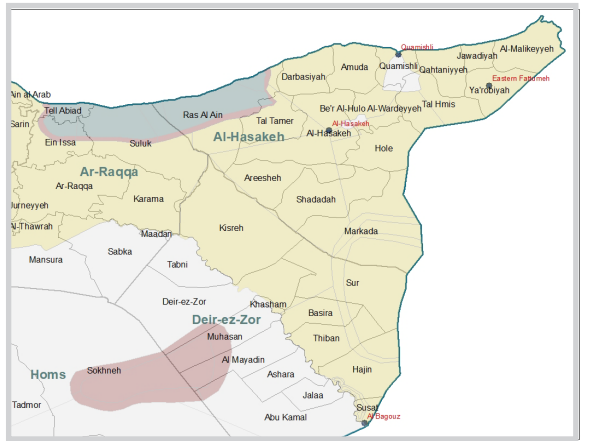 Quamishli
Al-Malikeyyeh
Jawadiyah
Amuda
Quamishli
Qahtaniyyeh
Darbasiyah
Eastern Fattumeh
Ya'robiyah
Ain al Arab
Tell Abiad
Be'r Al-Hulo Al-Wardeyyeh
Tal Hmis
Ras Al Ain
Tal Tamer
Al-Hasakeh
Sarin
Al-Hasakeh
Al-Hasakeh
Ein Issa
Suluk
Hole
Ar-Raqqa
Areesheh
Ar-Raqqa
Karama
Shadadah
Jurneyyeh
Al-Thawrah
Kisreh
Maadan
Markada
Sabka
Mansura
Tabni
Sur
Deir-ez-Zor
Khasham
Basira
Deir-ez-Zor
Muhasan
Thiban
Al Mayadin
Homs
Sokhneh
Ashara
Hajin
Jalaa
Tadmor
Susat
Abu Kamal
Al Bagouz